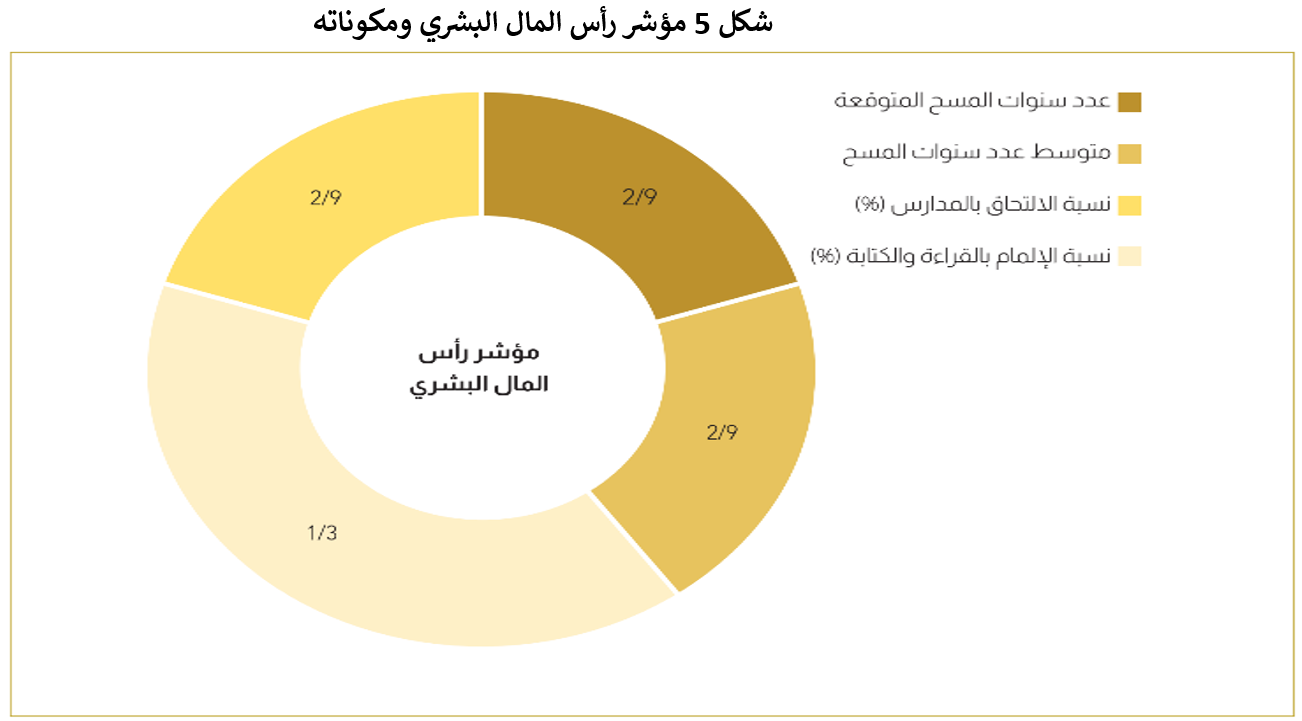 شكل 5 مؤشر رأس المال البشري ومكوناته
عدد سنوات المسح المتوقعة
متوسط عدد سنوات المسح
نسبة الالتحاق بالمدارس (%)
نسبة الإلمام بالقراءة والكتابة (%)
2/9
2/9
2/9
1/3
مؤشر رأس
المال البشري